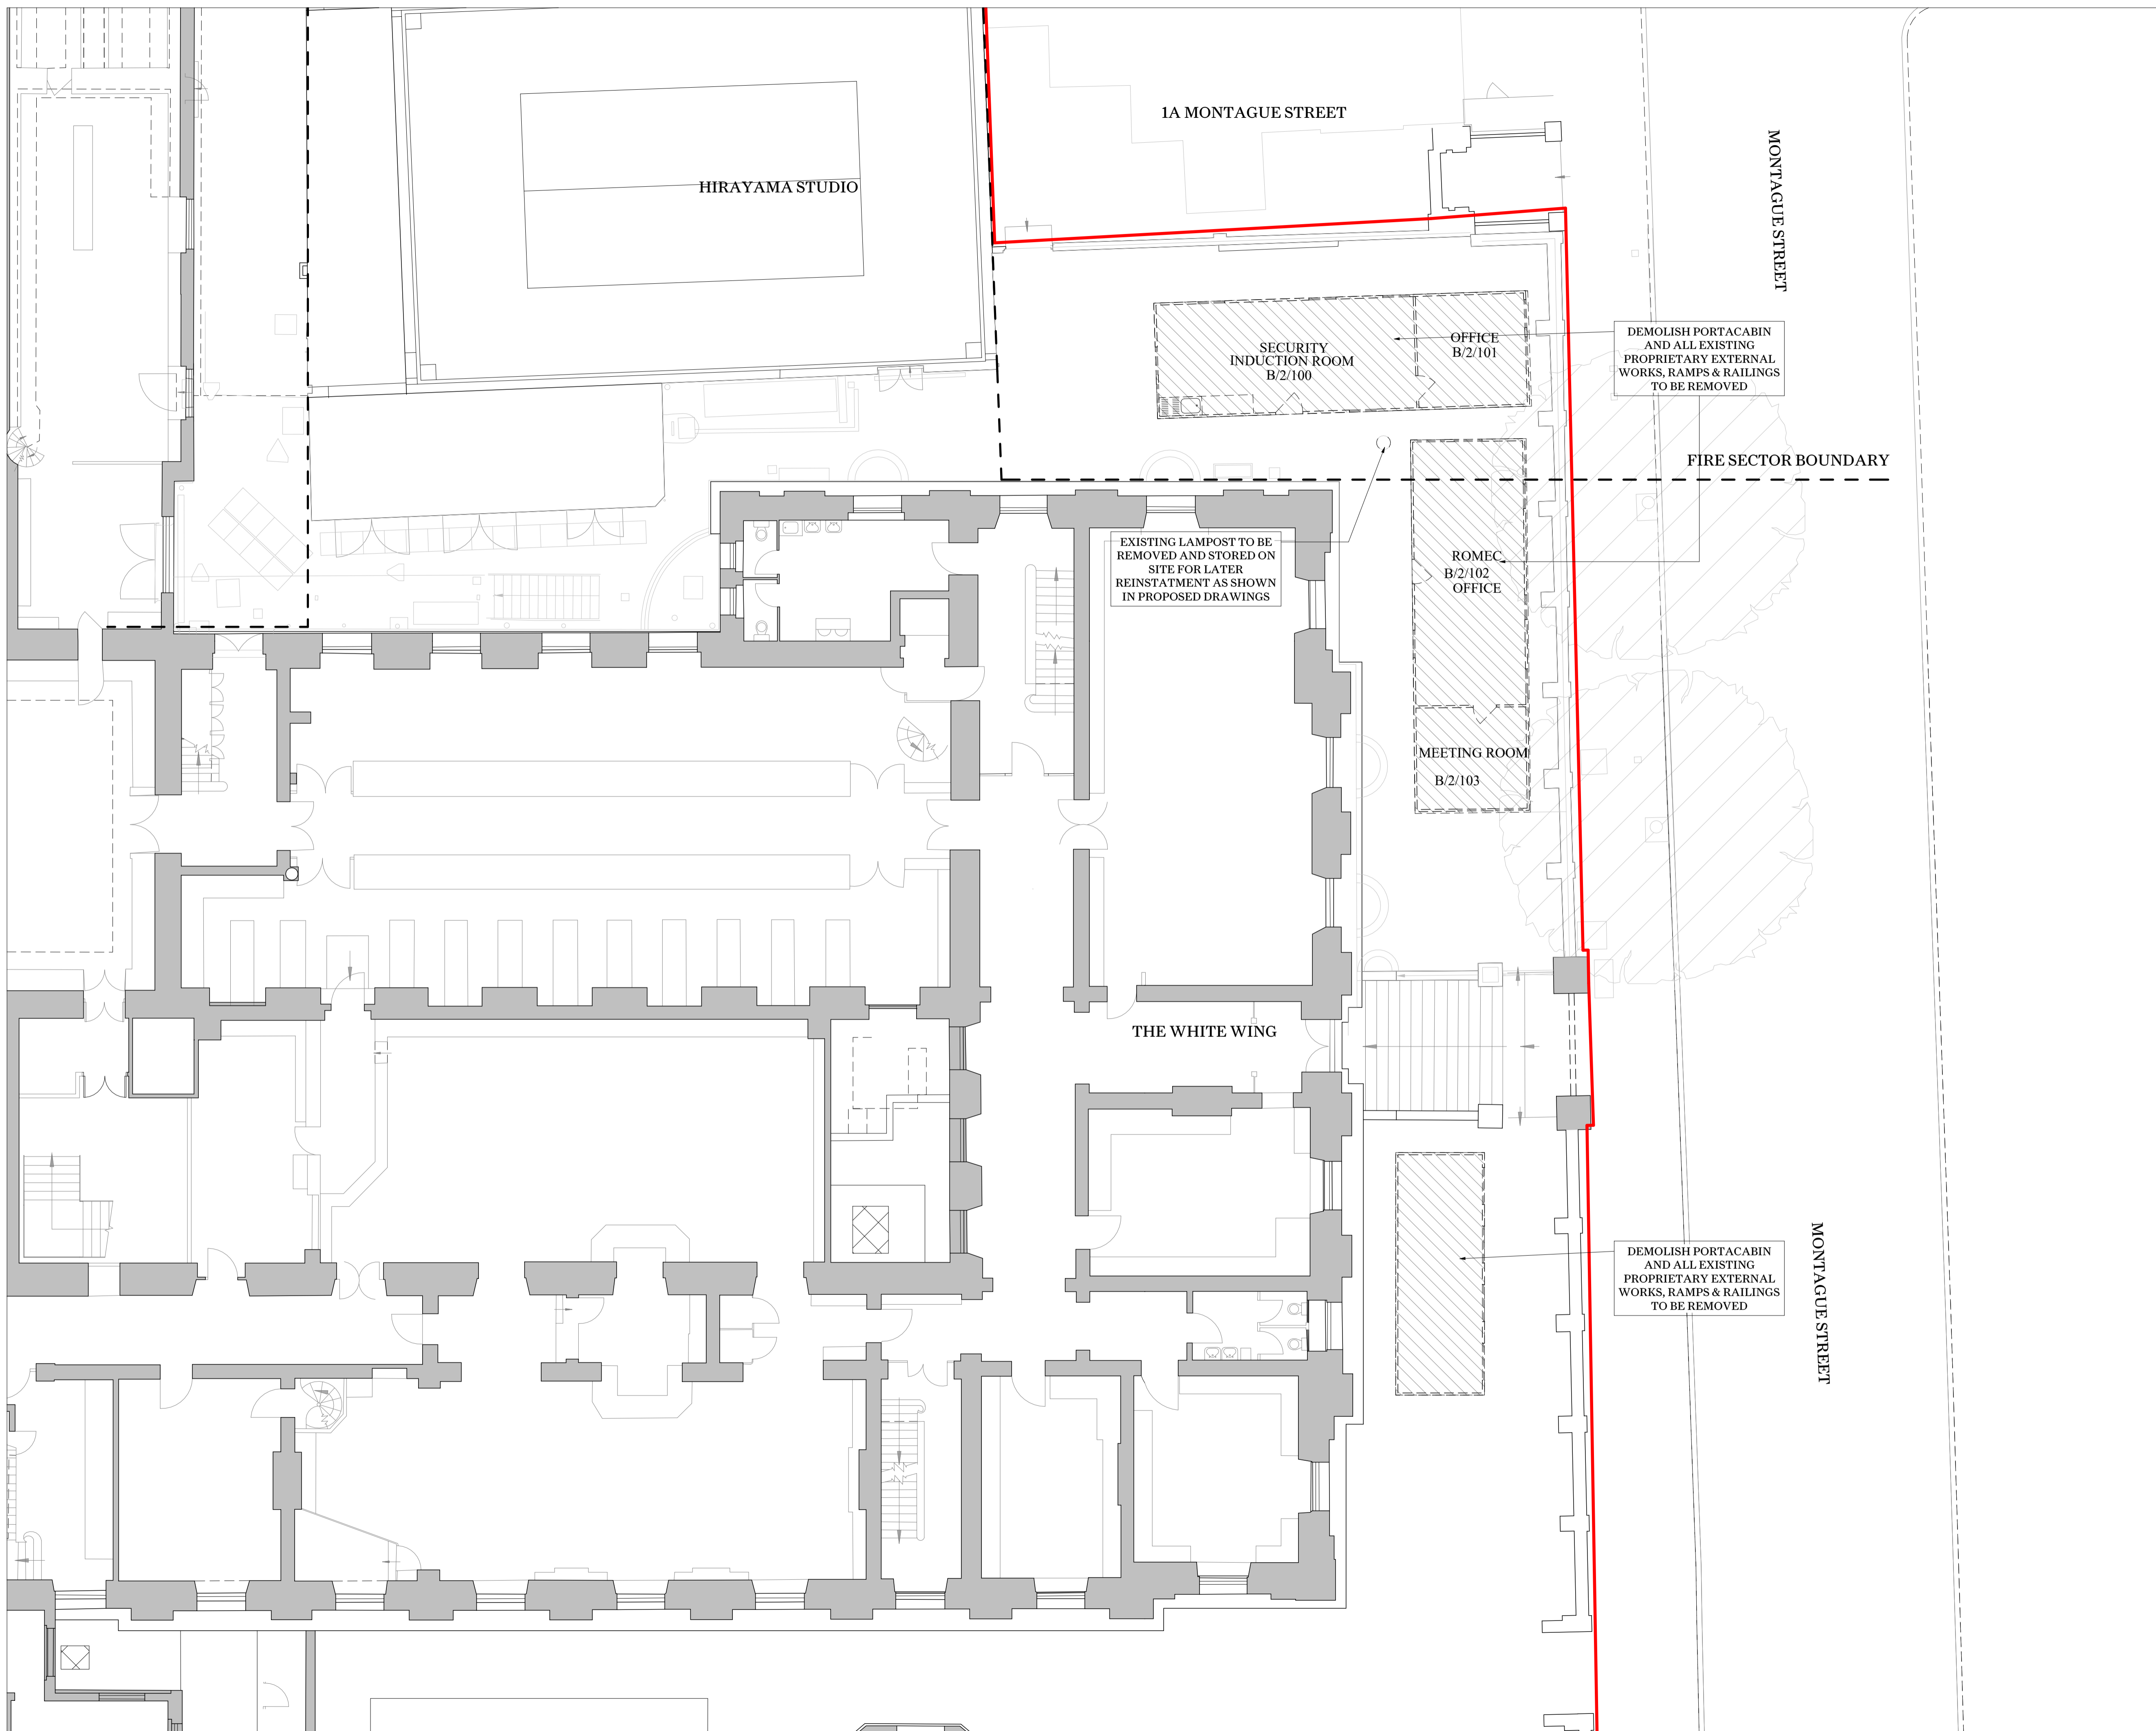 1A MONTAGUE STREET
MONTAGUE STREET
HIRAYAMA STUDIO
DEMOLISH PORTACABIN
AND ALL EXISTING
PROPRIETARY EXTERNAL
WORKS, RAMPS & RAILINGS
TO BE REMOVED
SECURITY
INDUCTION ROOM
B/2/100
OFFICE
B/2/101
FIRE SECTOR BOUNDARY
EXISTING LAMPOST TO BE
REMOVED AND STORED ON
SITE FOR LATER
REINSTATMENT AS SHOWN
IN PROPOSED DRAWINGS
ROMEC
B/2/102
OFFICE
MEETING ROOM
B/2/103
THE WHITE WING
DEMOLISH PORTACABIN
AND ALL EXISTING
PROPRIETARY EXTERNAL
WORKS, RAMPS & RAILINGS
TO BE REMOVED
MONTAGUE STREET